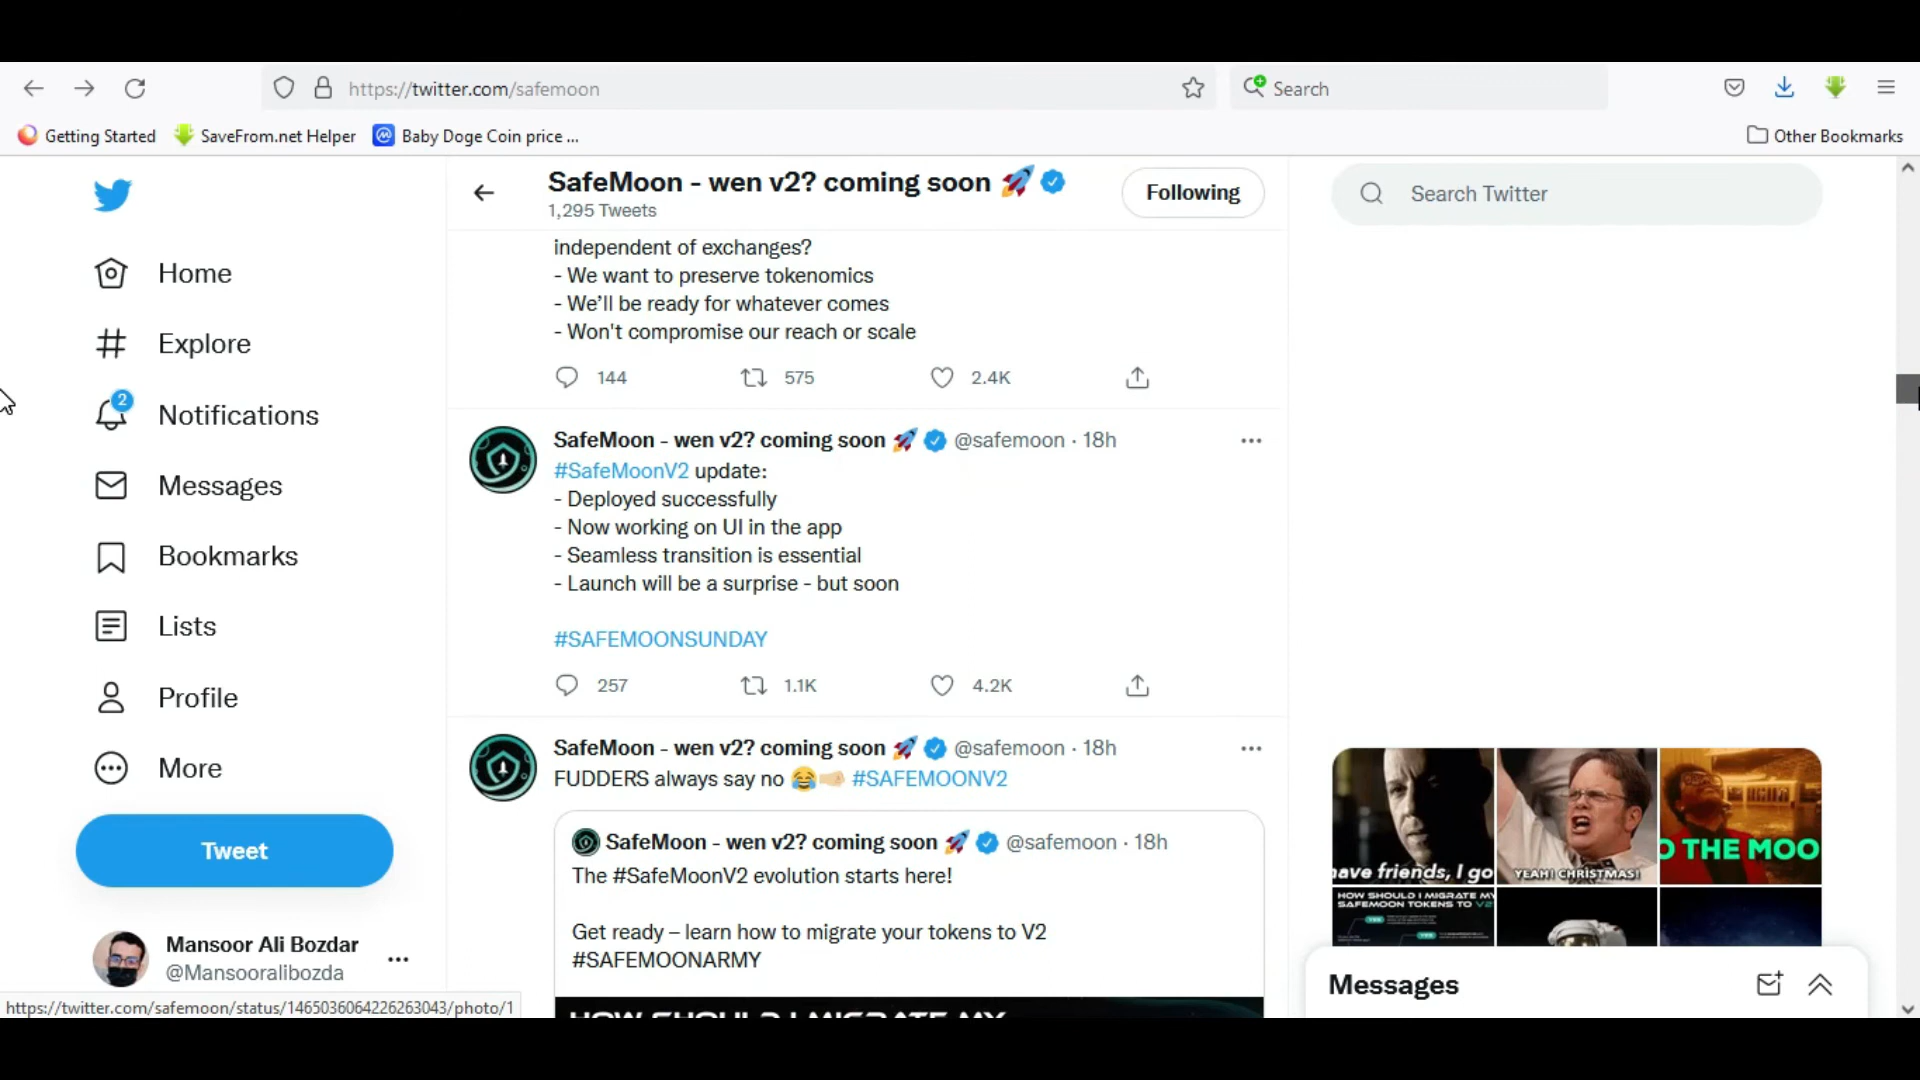 https://twitter.com/safemoon
Search
Getting Started
SaveFrom.net Helper
Baby Doge Coin price ...
Other Bookmarks
SafeMoon - wen v2? coming soon 🚀
1,295 Tweets
Following
Search Twitter
Home
Explore
2
Notifications
Messages
Bookmarks
Lists
Profile
More
Tweet
Mansoor Ali Bozdar
@Mansooralibozda
independent of exchanges?
- We want to preserve tokenomics
- We'll be ready for whatever comes
- Won't compromise our reach or scale
144 575 2.4K
SafeMoon - wen v2? coming soon 🚀 @safemoon · 18h
#SafeMoonV2 update:
- Deployed successfully
- Now working on UI in the app
- Seamless transition is essential
- Launch will be a surprise - but soon
#SAFEMOONSUNDAY
257 1.1K 4.2K
SafeMoon - wen v2? coming soon 🚀 @safemoon · 18h
FUDDERS always say no 😂🤛🏼 #SAFEMOONV2
SafeMoon - wen v2? coming soon 🚀 @safemoon · 18h
The #SafeMoonV2 evolution starts here!
Get ready – learn how to migrate your tokens to V2
#SAFEMOONARMY
HOW SHOULD I MIGRATE MY
have friends, I go
YEAH! CHRISTMAS!
O THE MOO
HOW SHOULD I MIGRATE MY
SAFEMOON TOKENS TO V2
Messages
https://twitter.com/safemoon/status/1465036064226263043/photo/1